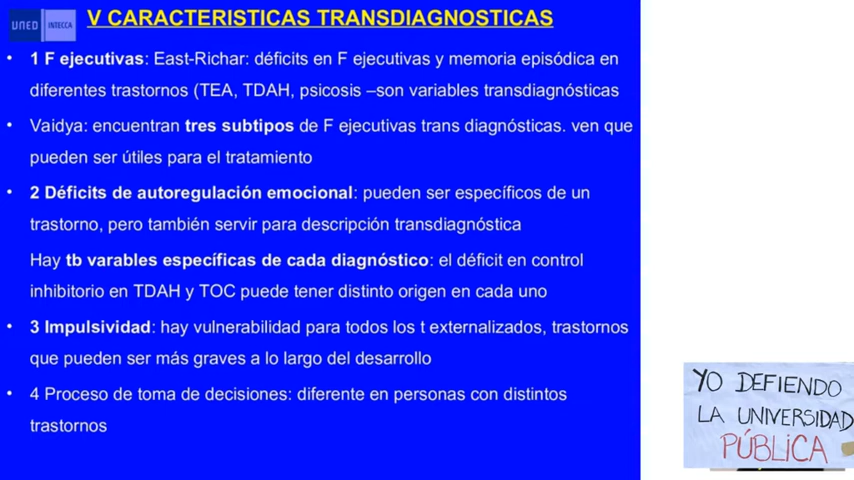 UNED INTECCA
V CARACTERISTICAS TRANSDIAGNOSTICAS
• 1 F ejecutivas: East-Richar: déficits en F ejecutivas y memoria episódica en
diferentes trastornos (TEA, TDAH, psicosis –son variables transdiagnósticas
• Vaidya: encuentran tres subtipos de F ejecutivas trans diagnósticas. ven que
pueden ser útiles para el tratamiento
• 2 Déficits de autoregulación emocional: pueden ser específicos de un
trastorno, pero también servir para descripción transdiagnóstica
Hay tb varables específicas de cada diagnóstico: el déficit en control
inhibitorio en TDAH y TOC puede tener distinto origen en cada uno
• 3 Impulsividad: hay vulnerabilidad para todos los t externalizados, trastornos
que pueden ser más graves a lo largo del desarrollo
• 4 Proceso de toma de decisiones: diferente en personas con distintos
trastornos
YO DEFIENDO
LA UNIVERSIDAD
PÚBLICA